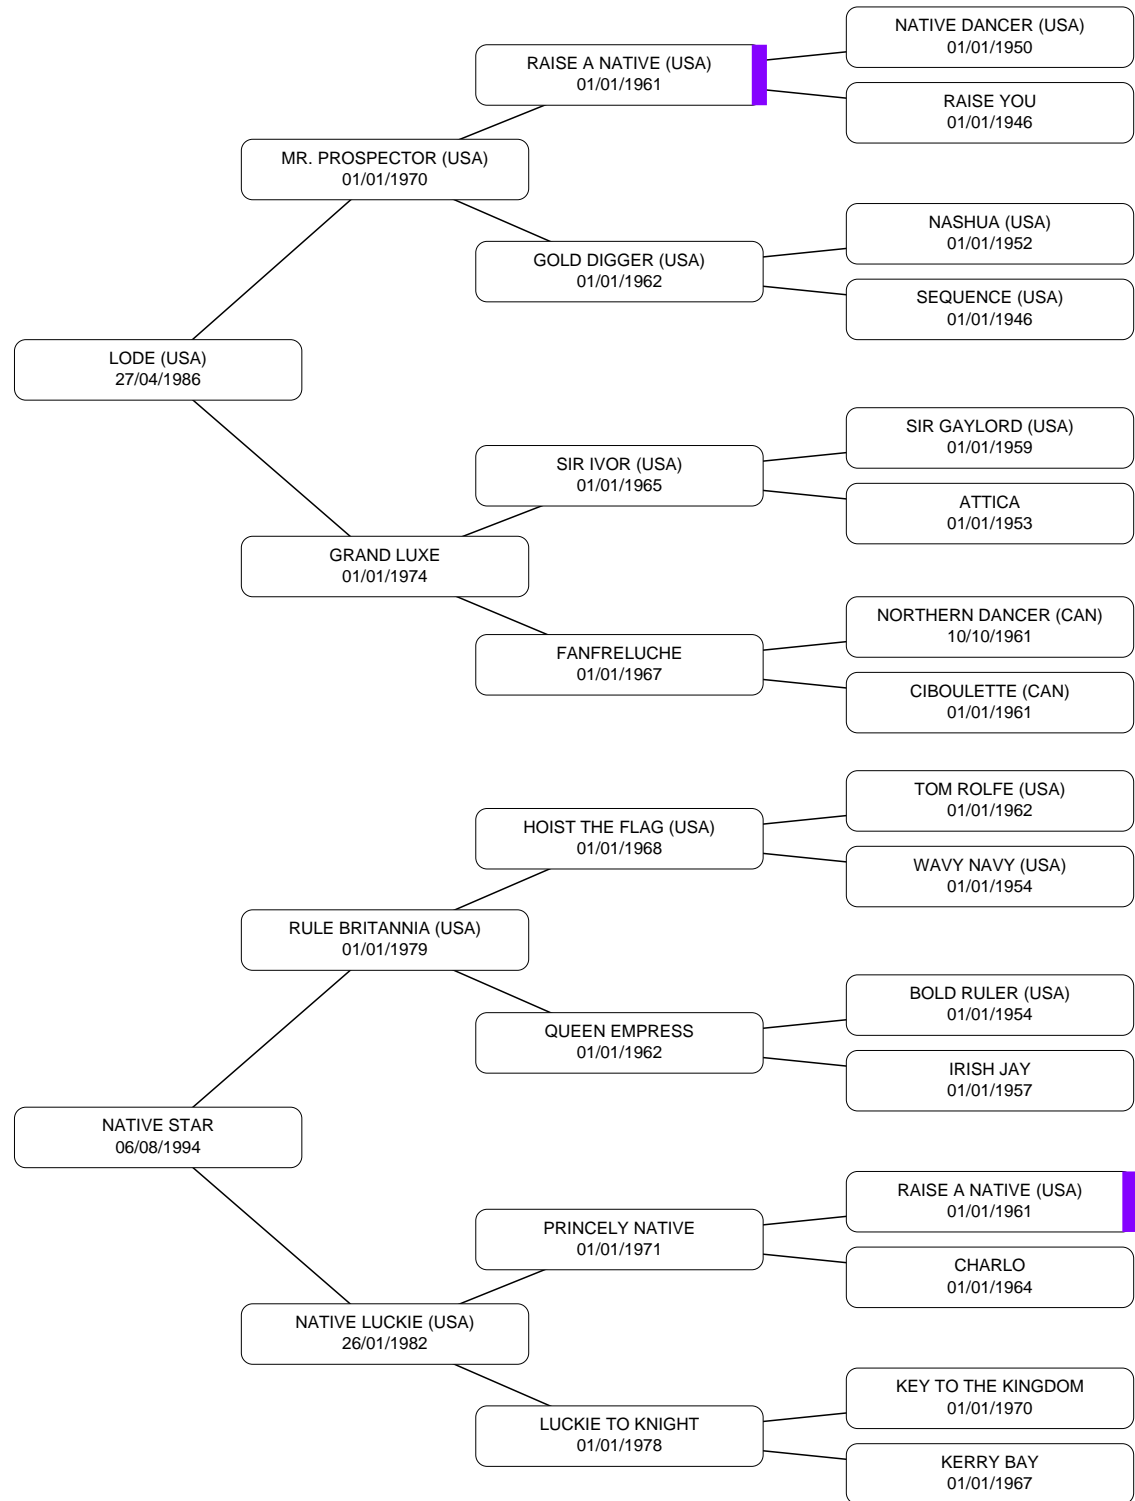 NATIVE DANCER (USA)
01/01/1950
RAISE A NATIVE (USA)
01/01/1961
RAISE YOU
01/01/1946
MR. PROSPECTOR (USA)
01/01/1970
NASHUA (USA)
01/01/1952
GOLD DIGGER (USA)
01/01/1962
SEQUENCE (USA)
01/01/1946
LODE (USA)
27/04/1986
SIR GAYLORD (USA)
01/01/1959
SIR IVOR (USA)
01/01/1965
ATTICA
01/01/1953
GRAND LUXE
01/01/1974
NORTHERN DANCER (CAN)
10/10/1961
FANFRELUCHE
01/01/1967
CIBOULETTE (CAN)
01/01/1961
TOM ROLFE (USA)
01/01/1962
HOIST THE FLAG (USA)
01/01/1968
WAVY NAVY (USA)
01/01/1954
RULE BRITANNIA (USA)
01/01/1979
BOLD RULER (USA)
01/01/1954
QUEEN EMPRESS
01/01/1962
IRISH JAY
01/01/1957
NATIVE STAR
06/08/1994
RAISE A NATIVE (USA)
01/01/1961
PRINCELY NATIVE
01/01/1971
CHARLO
01/01/1964
NATIVE LUCKIE (USA)
26/01/1982
KEY TO THE KINGDOM
01/01/1970
LUCKIE TO KNIGHT
01/01/1978
KERRY BAY
01/01/1967